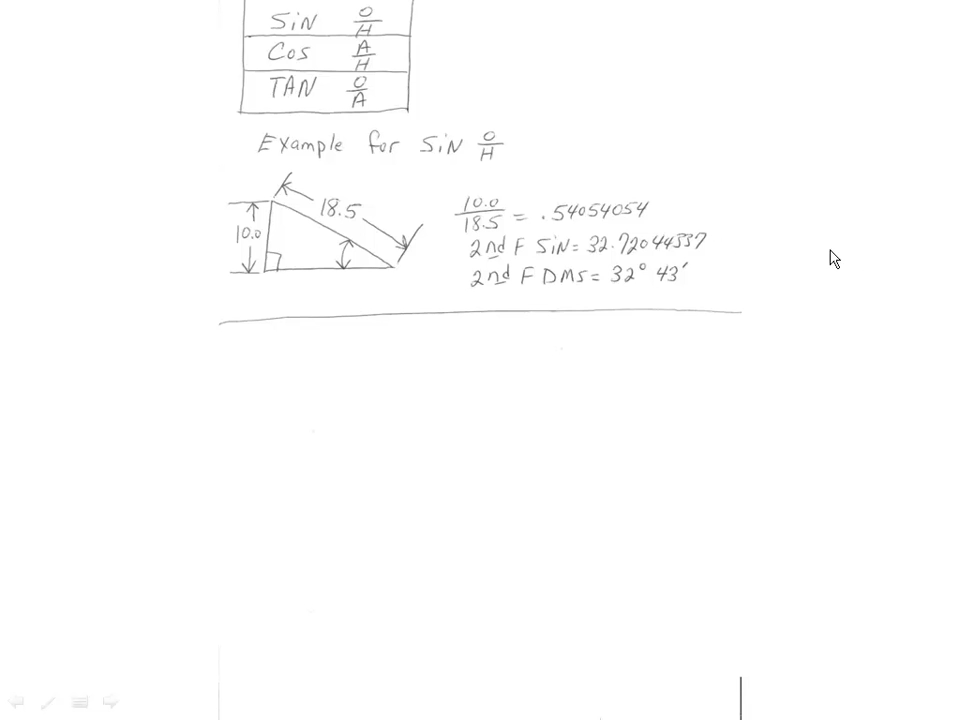 SiN O/H
COS A/H
TAN O/A
Example for SiN O/H
18.5
10.0
10.0/18.5 = .54054054
2nd F SiN = 32.72044337
2nd F DMS = 32° 43′